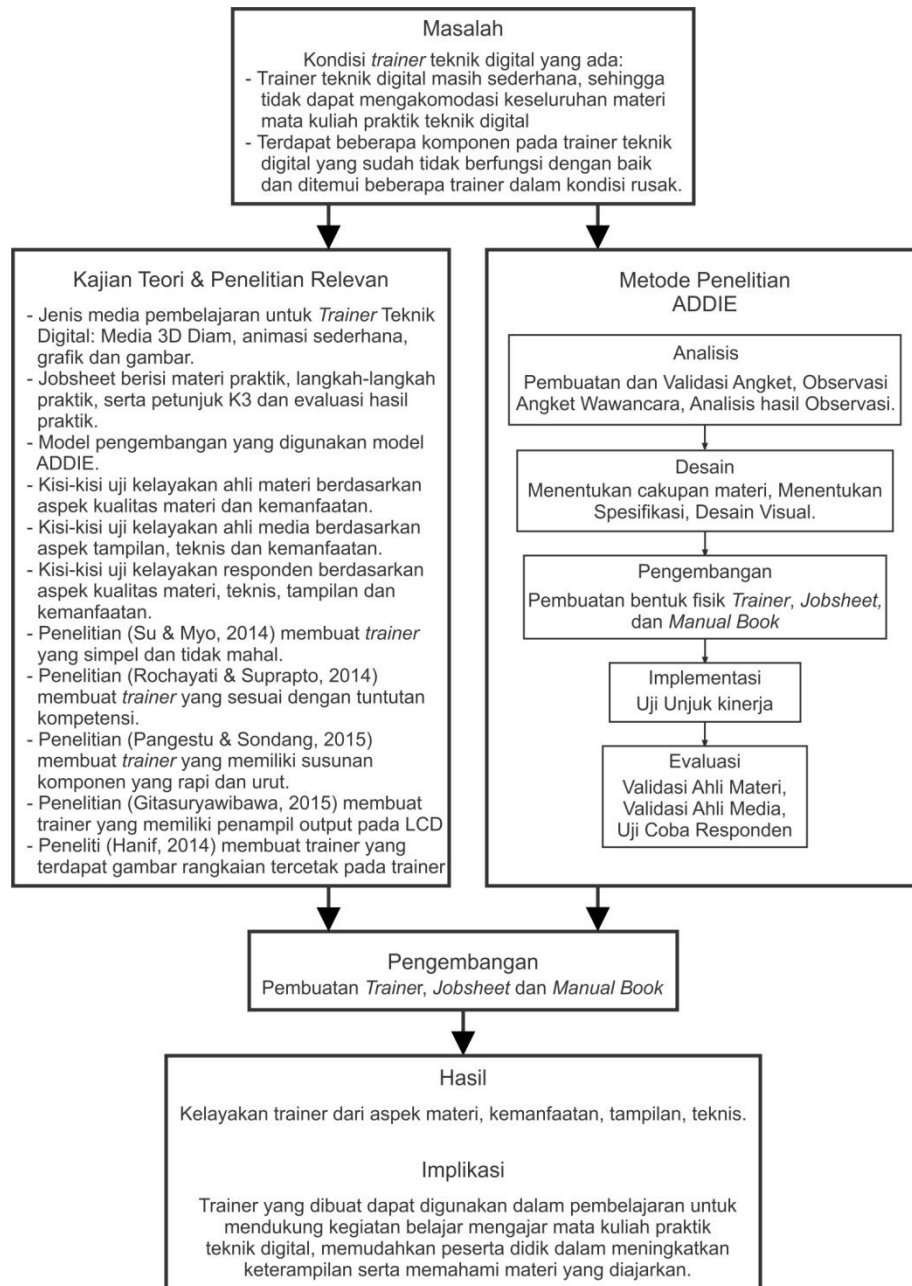 Masalah
Kondisi trainer teknik digital yang ada:
- Trainer teknik digital masih sederhana, sehingga
tidak dapat mengakomodasi keseluruhan materi
mata kuliah praktik teknik digital
- Terdapat beberapa komponen pada trainer teknik
digital yang sudah tidak berfungsi dengan baik
dan ditemui beberapa trainer dalam kondisi rusak.
Kajian Teori & Penelitian Relevan
- Jenis media pembelajaran untuk Trainer Teknik
Digital: Media 3D Diam, animasi sederhana,
grafik dan gambar.
- Jobsheet berisi materi praktik, langkah-langkah
praktik, serta petunjuk K3 dan evaluasi hasil
praktik.
- Model pengembangan yang digunakan model
ADDIE.
- Kisi-kisi uji kelayakan ahli materi berdasarkan
aspek kualitas materi dan kemanfaatan.
- Kisi-kisi uji kelayakan ahli media berdasarkan
aspek tampilan, teknis dan kemanfaatan.
- Kisi-kisi uji kelayakan responden berdasarkan
aspek kualitas materi, teknis, tampilan dan
kemanfaatan.
- Penelitian (Su & Myo, 2014) membuat trainer
yang simpel dan tidak mahal.
- Penelitian (Rochayati & Suprapto, 2014)
membuat trainer yang sesuai dengan tuntutan
kompetensi.
- Penelitian (Pangestu & Sondang, 2015)
membuat trainer yang memiliki susunan
komponen yang rapi dan urut.
- Penelitian (Gitasuryawibawa, 2015) membuat
trainer yang memiliki penampil output pada LCD
- Peneliti (Hanif, 2014) membuat trainer yang
terdapat gambar rangkaian tercetak pada trainer
Metode Penelitian
ADDIE
Analisis
Pembuatan dan Validasi Angket, Observasi
Angket Wawancara, Analisis hasil Observasi.
Desain
Menentukan cakupan materi, Menentukan
Spesifikasi, Desain Visual.
Pengembangan
Pembuatan bentuk fisik Trainer, Jobsheet,
dan Manual Book
Implementasi
Uji Unjuk kinerja
Evaluasi
Validasi Ahli Materi,
Validasi Ahli Media,
Uji Coba Responden
Pengembangan
Pembuatan Trainer, Jobsheet dan Manual Book
Hasil
Kelayakan trainer dari aspek materi, kemanfaatan, tampilan, teknis.
Implikasi
Trainer yang dibuat dapat digunakan dalam pembelajaran untuk
mendukung kegiatan belajar mengajar mata kuliah praktik
teknik digital, memudahkan peserta didik dalam meningkatkan
keterampilan serta memahami materi yang diajarkan.